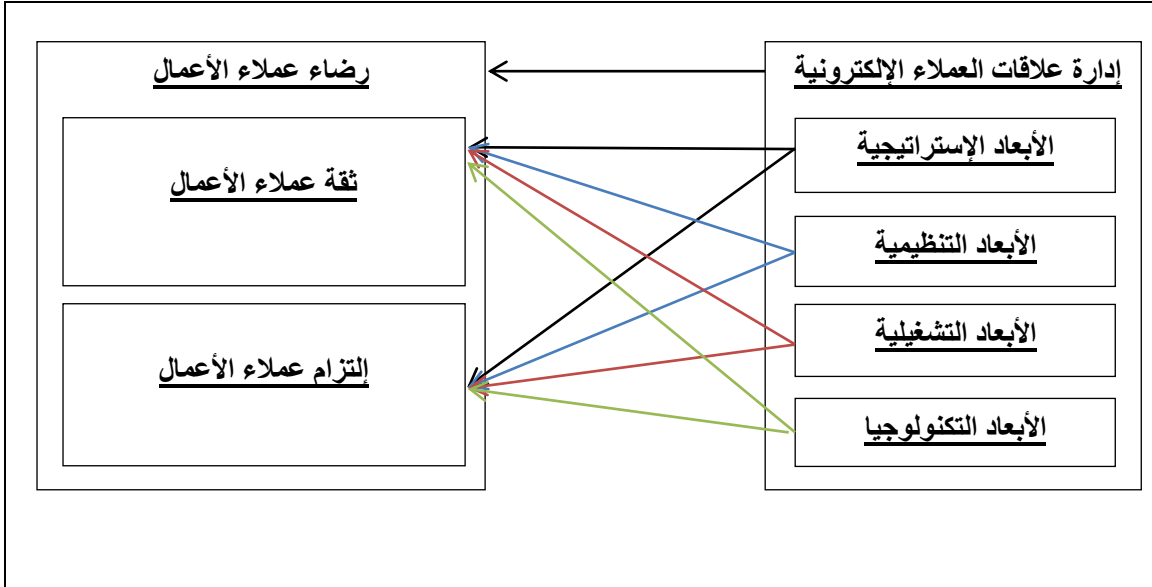 إدارة علاقات العملاء الإلكترونية
الأبعاد الإستراتيجية
الأبعاد التنظيمية
الأبعاد التشغيلية
الأبعاد التكنولوجيا
رضاء عملاء الأعمال
ثقة عملاء الأعمال
إلتزام عملاء الأعمال